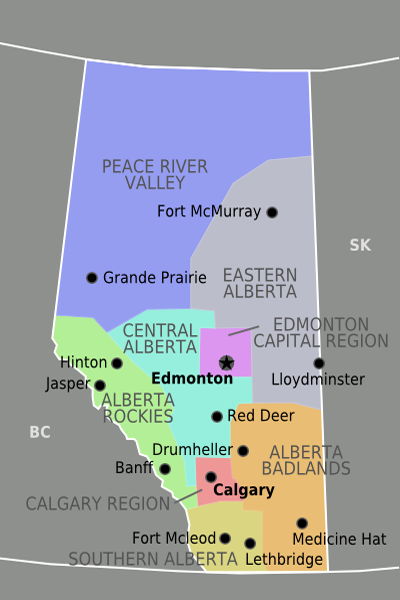 PEACE RIVER
VALLEY
Fort McMurray
SK
Grande Prairie
EASTERN
ALBERTA
CENTRAL
ALBERTA
EDMONTON
CAPITAL REGION
Hinton
Edmonton
Lloydminster
Jasper
ALBERTA
ROCKIES
Red Deer
BC
Drumheller
ALBERTA
BADLANDS
Banff
Calgary
CALGARY REGION
Fort Mcleod
Medicine Hat
SOUTHERN ALBERTA
Lethbridge